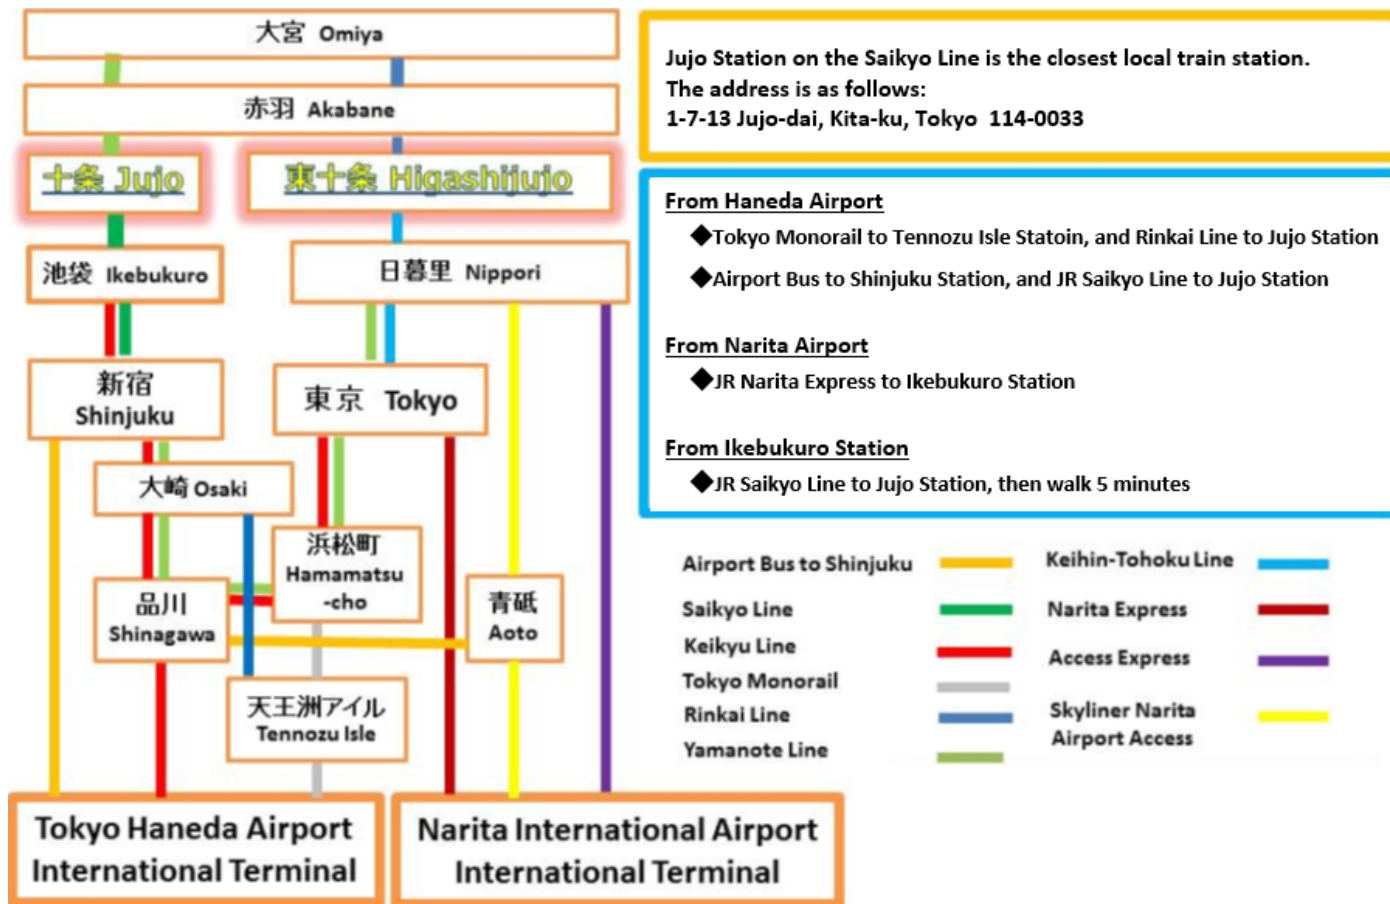 大宮 Omiya
赤羽 Akabane
十条 Jujo
東十条 Higashijujo
池袋 Ikebukuro
日暮里 Nippori
新宿
Shinjuku
東京 Tokyo
大崎 Osaki
浜松町
Hamamatsu
-cho
品川
Shinagawa
青砥
Aoto
天王洲アイル
Tennozu Isle
Tokyo Haneda Airport
International Terminal
Narita International Airport
International Terminal
Jujo Station on the Saikyo Line is the closest local train station.
The address is as follows:
1-7-13 Jujo-dai, Kita-ku, Tokyo 114-0033
From Haneda Airport
◆Tokyo Monorail to Tennozu Isle Statoin, and Rinkai Line to Jujo Station
◆Airport Bus to Shinjuku Station, and JR Saikyo Line to Jujo Station
From Narita Airport
◆JR Narita Express to Ikebukuro Station
From Ikebukuro Station
◆JR Saikyo Line to Jujo Station, then walk 5 minutes
Airport Bus to Shinjuku
Saikyo Line
Keikyu Line
Tokyo Monorail
Rinkai Line
Yamanote Line
Keihin-Tohoku Line
Narita Express
Access Express
Skyliner Narita
Airport Access